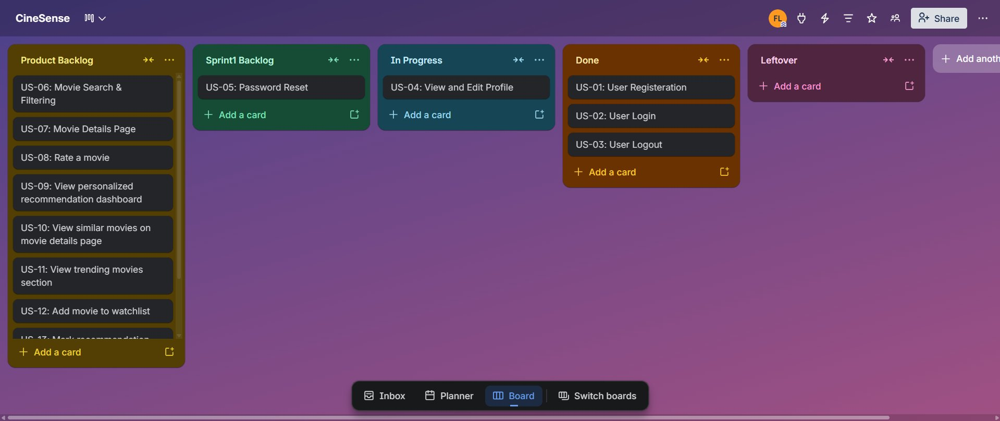 CineSense
FL
Share
Product Backlog
US-06: Movie Search &
Filtering
US-07: Movie Details Page
US-08: Rate a movie
US-09: View personalized
recommendation dashboard
US-10: View similar movies on
movie details page
US-11: View trending movies
section
US-12: Add movie to watchlist
US-13: Mark recommendation
Add a card
Sprint1 Backlog
US-05: Password Reset
Add a card
In Progress
US-04: View and Edit Profile
Add a card
Done
US-01: User Registeration
US-02: User Login
US-03: User Logout
Add a card
Leftover
Add a card
Add anoth
Inbox
Planner
Board
Switch boards